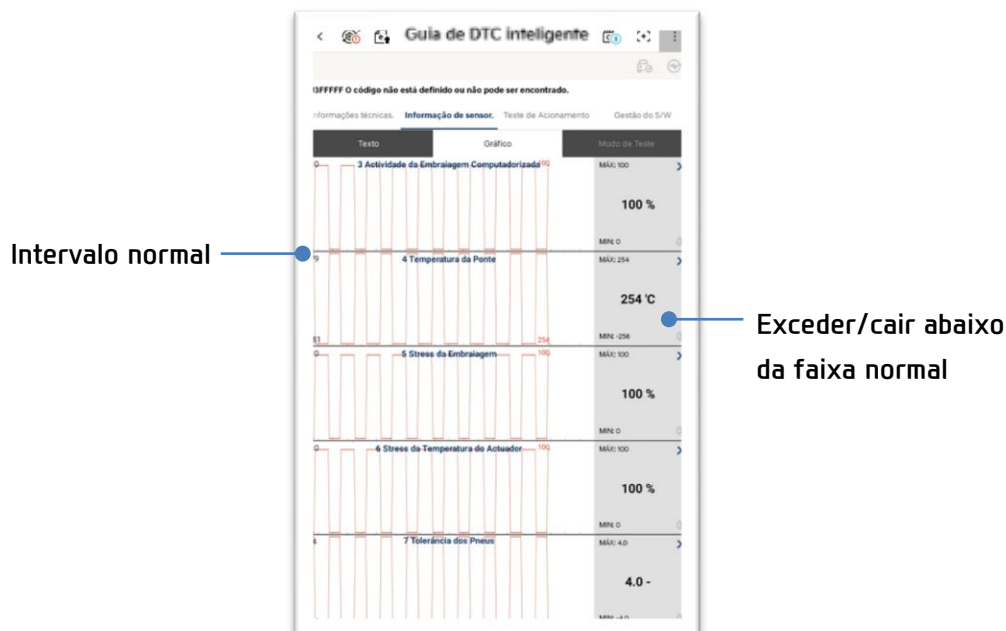 Guia de DTC inteligente
3FFFFF O código não está definido ou não pode ser encontrado.
nformações técnicas. Informação de sensor. Teste de Acionamento Gestão do S/W
Texto Gráfico Modo de Teste
3 Actividade da Embraiagem Computadorizada 100 MÁX: 100
100 %
MIN: 0
Intervalo normal
4 Temperatura da Ponte MÁX: 254
254 °C
Exceder/cair abaixo
da faixa normal
254 MIN: -256
5 Stress da Embraiagem 100 MÁX: 100
100 %
MIN: 0
6 Stress da Temperatura do Actuador 100 MÁX: 100
100 %
MIN: 0
7 Tolerância dos Pneus MÁX: 4.0
4.0 -